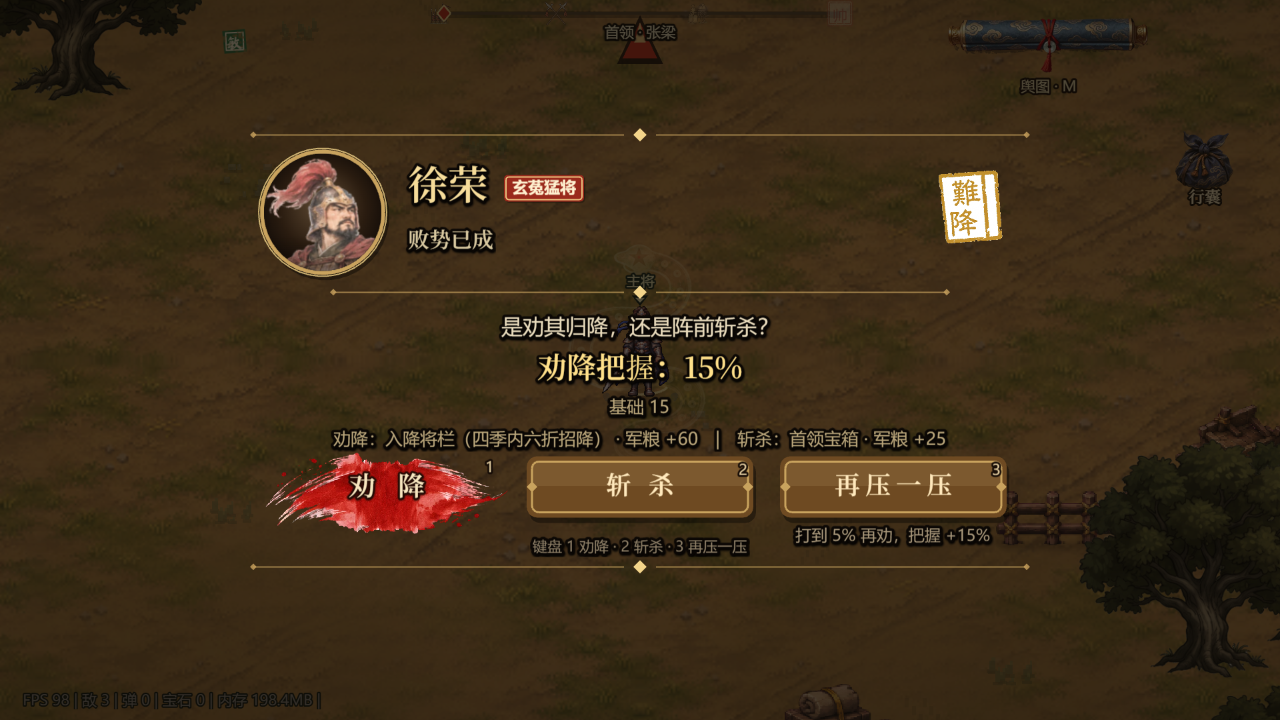 首领·张梁
敌
舆图·M
徐荣
玄菟猛将
難降
败势已成
行囊
主将
是劝其归降，还是阵前斩杀？
劝降把握：15%
基础 15
劝降：入降将栏（四季内六折招降）·军粮 +60 ｜ 斩杀：首领宝箱·军粮 +25
劝降
1
斩杀
2
再压一压
3
打到 5% 再劝，把握 +15%
键盘 1 劝降·2 斩杀·3 再压一压
FPS 98 | 敌 3 | 弹 0 | 宝石 0 | 内存 198.4MB |